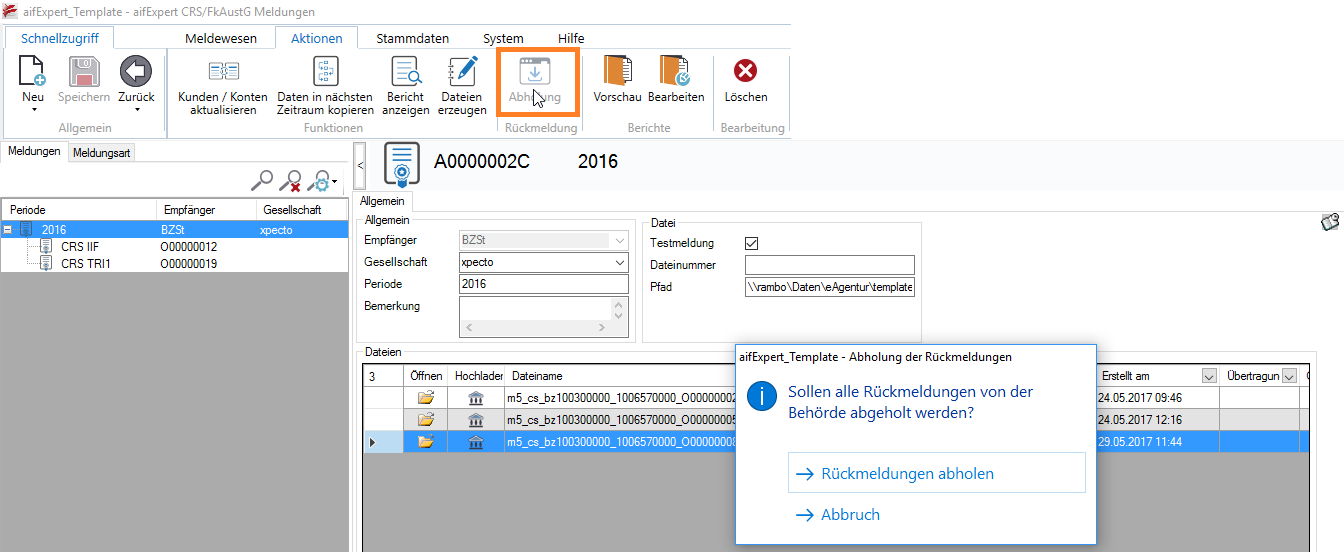 aifExpert_Template - aifExpert CRS/FkAustG Meldungen
Schnellzugriff Meldewesen Aktionen Stammdaten System Hilfe
Neu Speichern Zurück Kunden / Konten Daten in nächsten Bericht Dateien Abholung Vorschau Bearbeiten Löschen
aktualisieren Zeitraum kopieren anzeigen erzeugen
Allgemein Funktionen Rückmeldung Berichte Bearbeitung
Meldungen Meldungsart
< A0000002C 2016
Periode Empfänger Gesellschaft
2016 BZSt xpecto
CRS IIF O00000012
CRS TRI1 O00000019
Allgemein
Allgemein
Empfänger BZSt
Gesellschaft xpecto
Periode 2016
Bemerkung
Datei
Testmeldung
Dateinummer
Pfad \\rambo\Daten\eAgentur\template
Dateien
3 Öffnen Hochlader Dateiname Erstellt am Übertragun
m5_cs_bz100300000_1006570000_O00000002 24.05.2017 09:46
m5_cs_bz100300000_1006570000_O00000005 24.05.2017 12:16
m5_cs_bz100300000_1006570000_O00000008 29.05.2017 11:44
aifExpert_Template - Abholung der Rückmeldungen
Sollen alle Rückmeldungen von der
Behörde abgeholt werden?
Rückmeldungen abholen
Abbruch